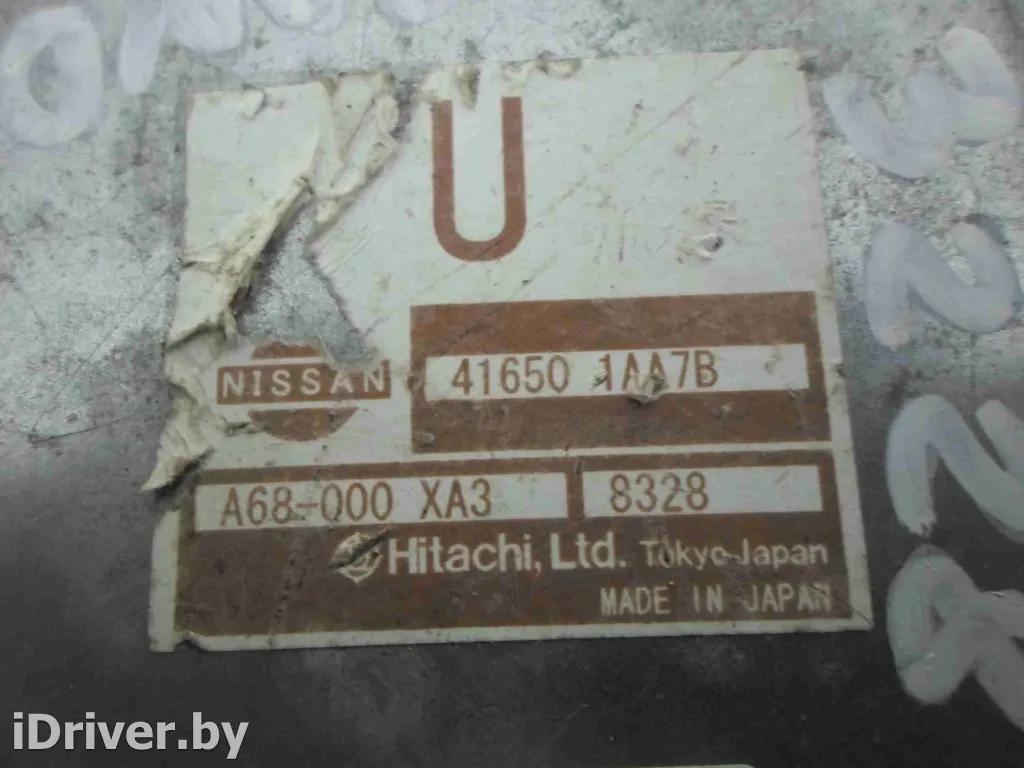 U
NISSAN 41650 1AA7B
A68-000 XA3 8328
Hitachi, Ltd. Tokyo Japan
MADE IN JAPAN
iDriver.by